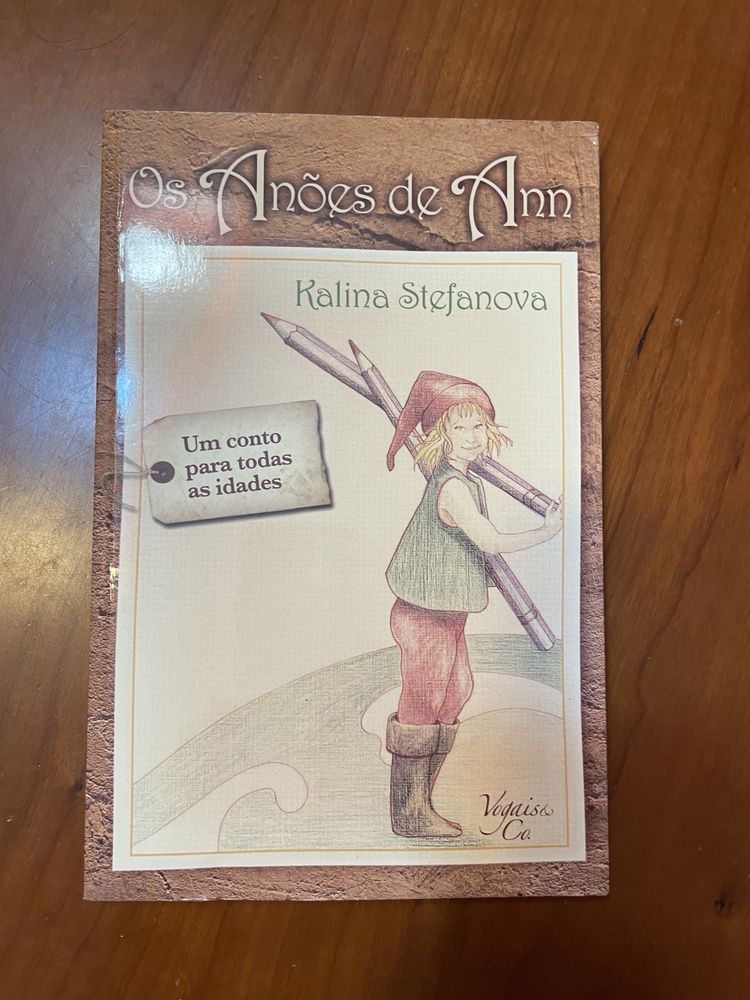 Os Anões de Ann
Kalina Stefanova
Um conto
para todas
as idades
Vogais&
Co.